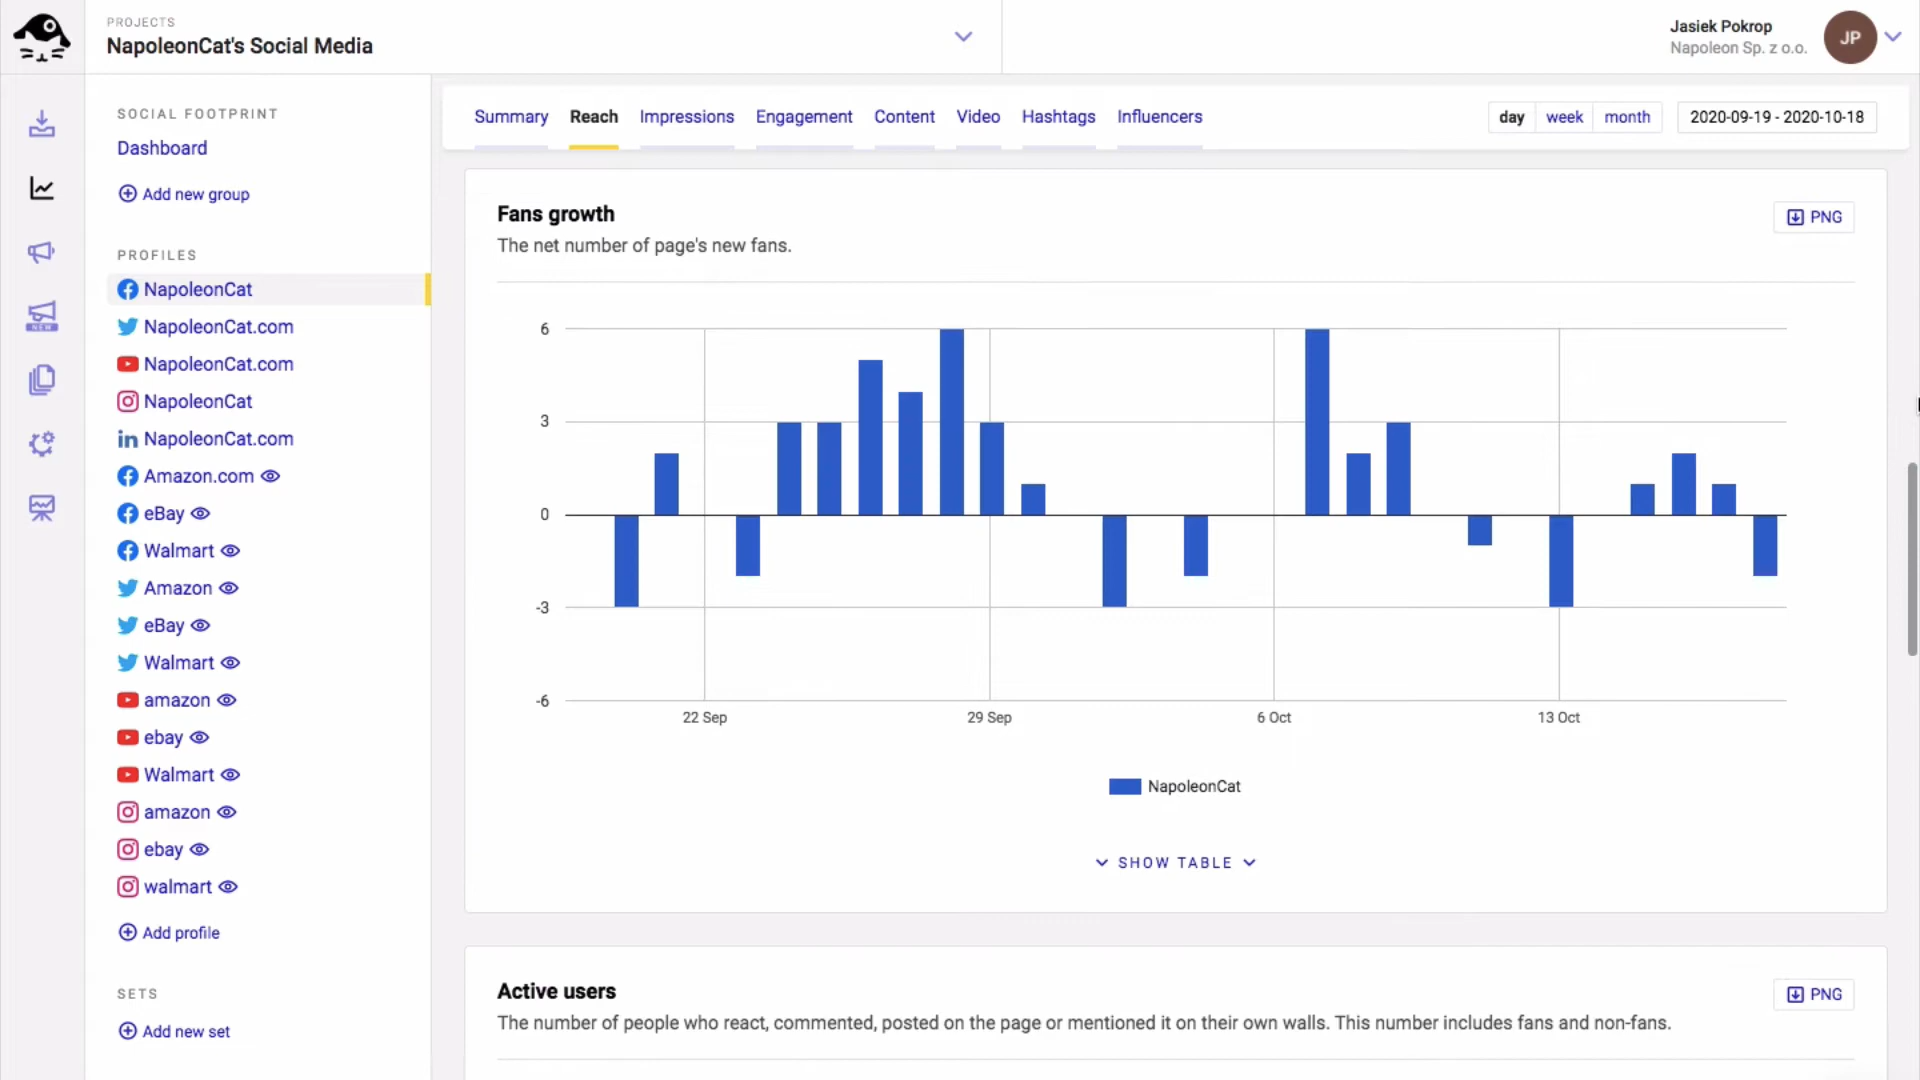 PROJECTS
NapoleonCat's Social Media
Jasiek Pokrop
Napoleon Sp. z o.o.
JP
NEW
SOCIAL FOOTPRINT
Dashboard
Add new group
PROFILES
NapoleonCat
NapoleonCat.com
NapoleonCat.com
NapoleonCat
in NapoleonCat.com
Amazon.com
eBay
Walmart
Amazon
eBay
Walmart
amazon
ebay
Walmart
amazon
ebay
walmart
Add profile
SETS
Add new set
Summary Reach Impressions Engagement Content Video Hashtags Influencers
day week month 2020-09-19 - 2020-10-18
Fans growth
PNG
The net number of page's new fans.
6
3
0
-3
-6
22 Sep 29 Sep 6 Oct 13 Oct
NapoleonCat
SHOW TABLE
Active users
PNG
The number of people who react, commented, posted on the page or mentioned it on their own walls. This number includes fans and non-fans.